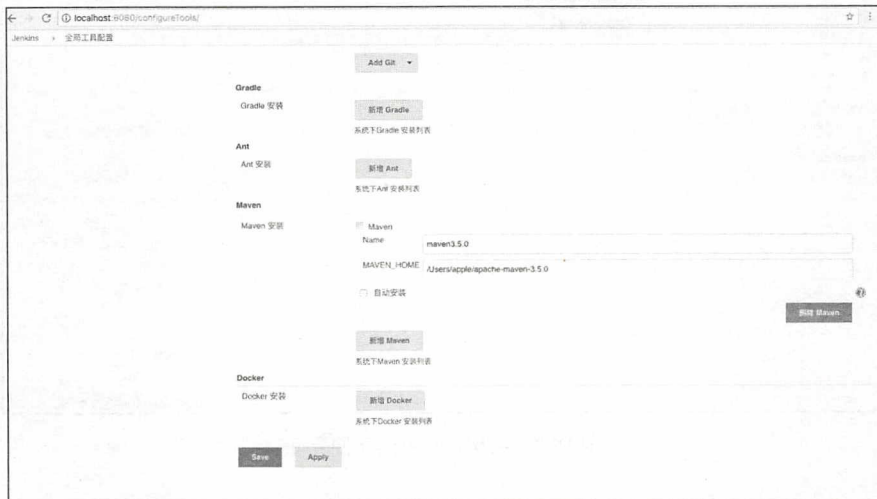 localhost:8080/configureTools/
Jenkins › 全局工具配置
Add Git
Gradle
Gradle 安装
新增 Gradle
系统下Gradle 安装列表
Ant
Ant 安装
新增 Ant
系统下Ant 安装列表
Maven
Maven 安装
Maven
Name
maven3.5.0
MAVEN_HOME
/Users/apple/apache-maven-3.5.0
自动安装
删除 Maven
新增 Maven
系统下Maven 安装列表
Docker
Docker 安装
新增 Docker
系统下Docker 安装列表
Save
Apply